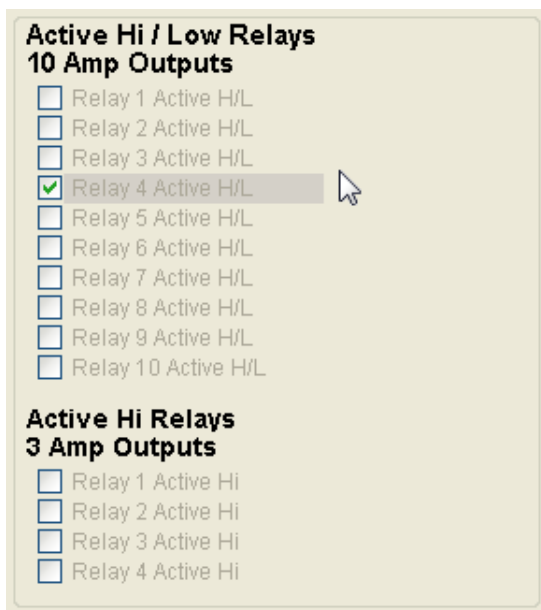 Active Hi / Low Relays
10 Amp Outputs
Relay 1 Active H/L
Relay 2 Active H/L
Relay 3 Active H/L
Relay 4 Active H/L
Relay 5 Active H/L
Relay 6 Active H/L
Relay 7 Active H/L
Relay 8 Active H/L
Relay 9 Active H/L
Relay 10 Active H/L
Active Hi Relays
3 Amp Outputs
Relay 1 Active Hi
Relay 2 Active Hi
Relay 3 Active Hi
Relay 4 Active Hi